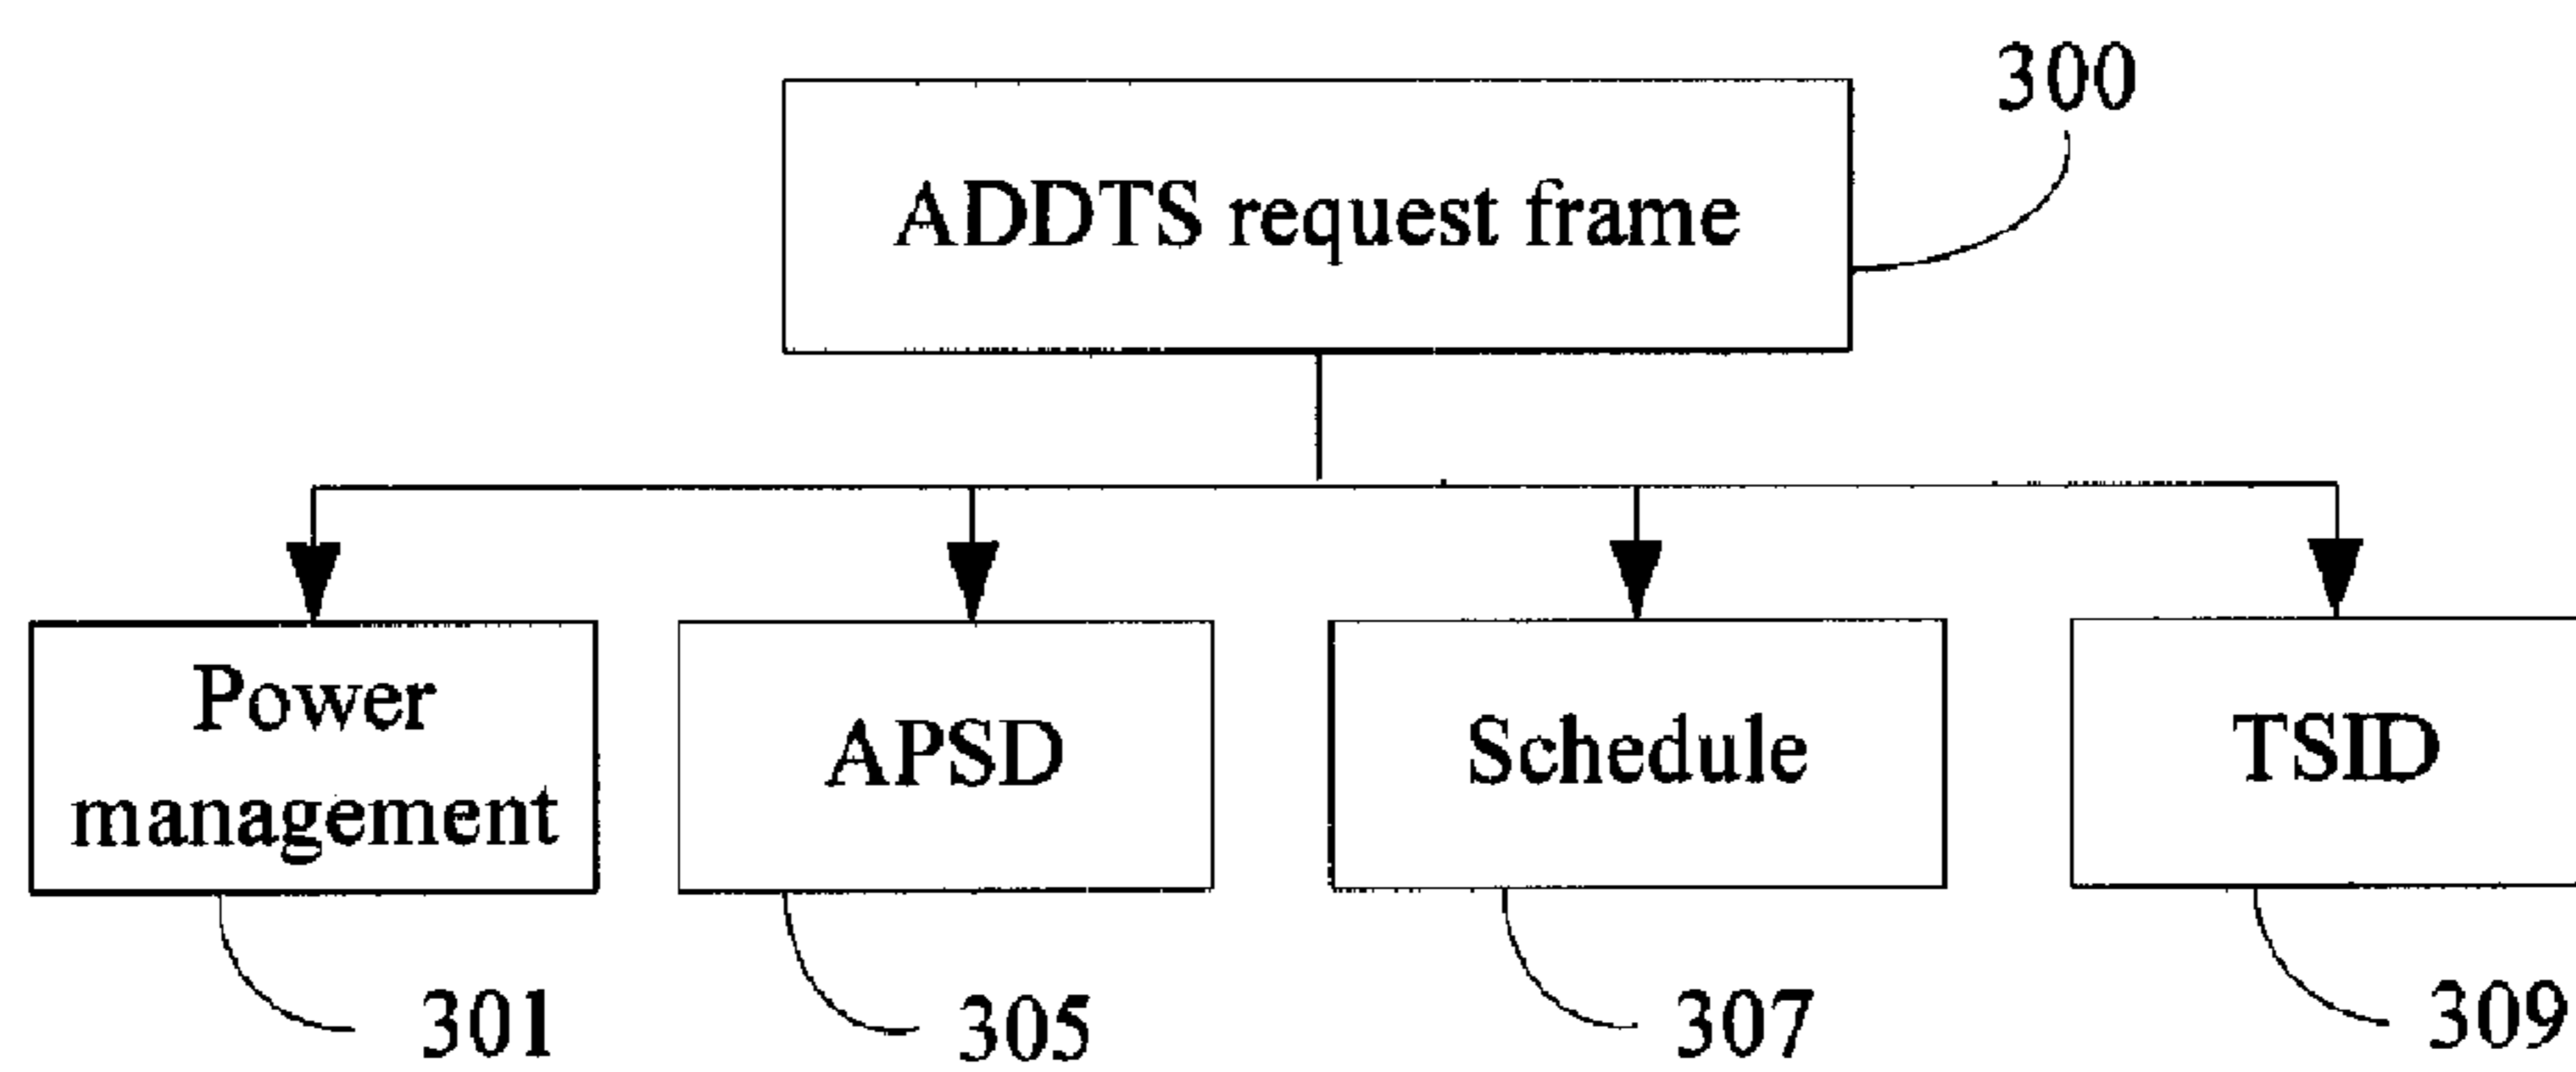 300
ADDTS request frame
Power
management
APSD
Schedule
TSID
301
305
307
309